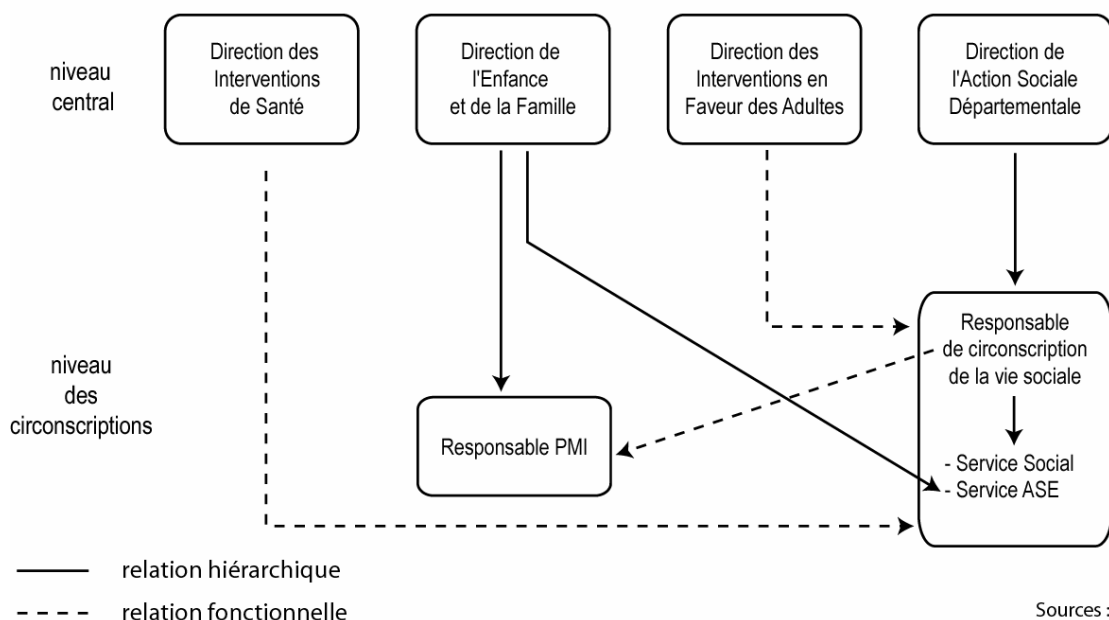 niveau
central
Direction des
Interventions
de Santé
Direction de
l'Enfance
et de la Famille
Direction des
Interventions en
Faveur des Adultes
Direction de
l'Action Sociale
Départementale
niveau
des
circonscriptions
Responsable PMI
Responsable
de circonscription
de la vie sociale
- Service Social
- Service ASE
relation hiérarchique
relation fonctionnelle
Sources :